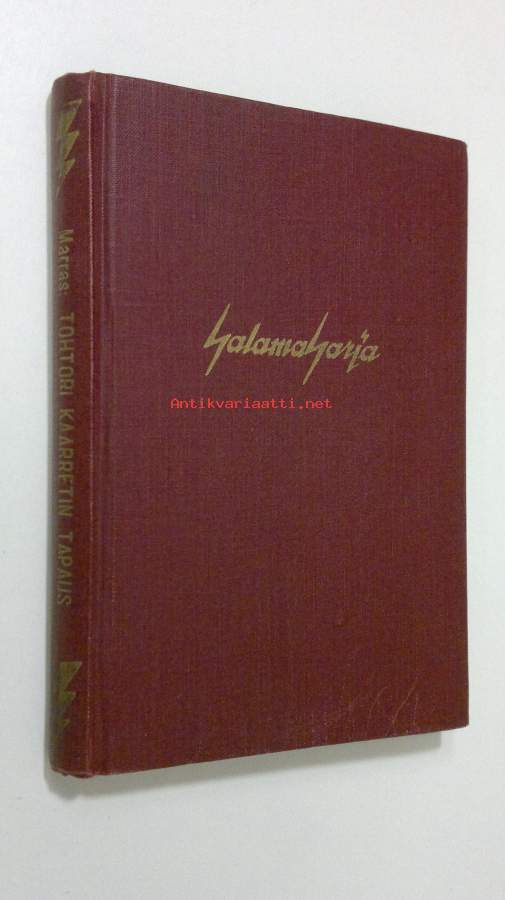 Marras: TOHTORI KAARRETIN TAPAUS
Salamasarja
Antikvariaatti.net